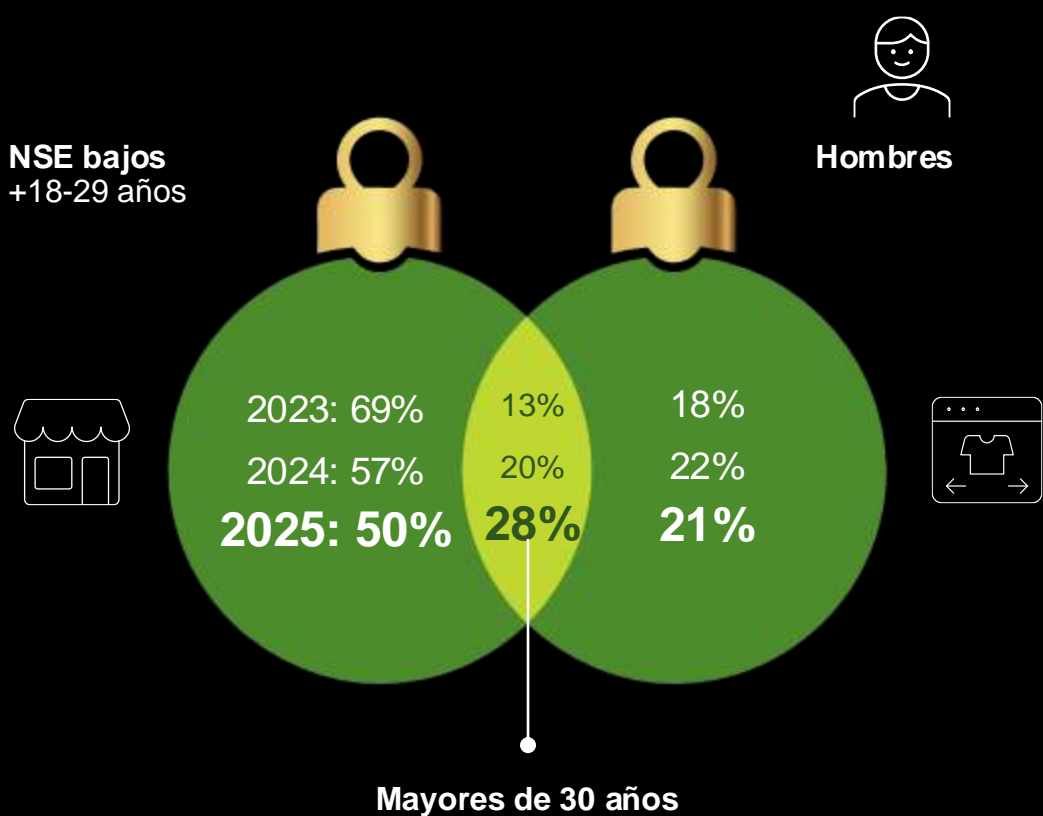 NSE bajos
+18-29 años
Hombres
2023: 69% 13% 18%
2024: 57% 20% 22%
2025: 50% 28% 21%
Mayores de 30 años